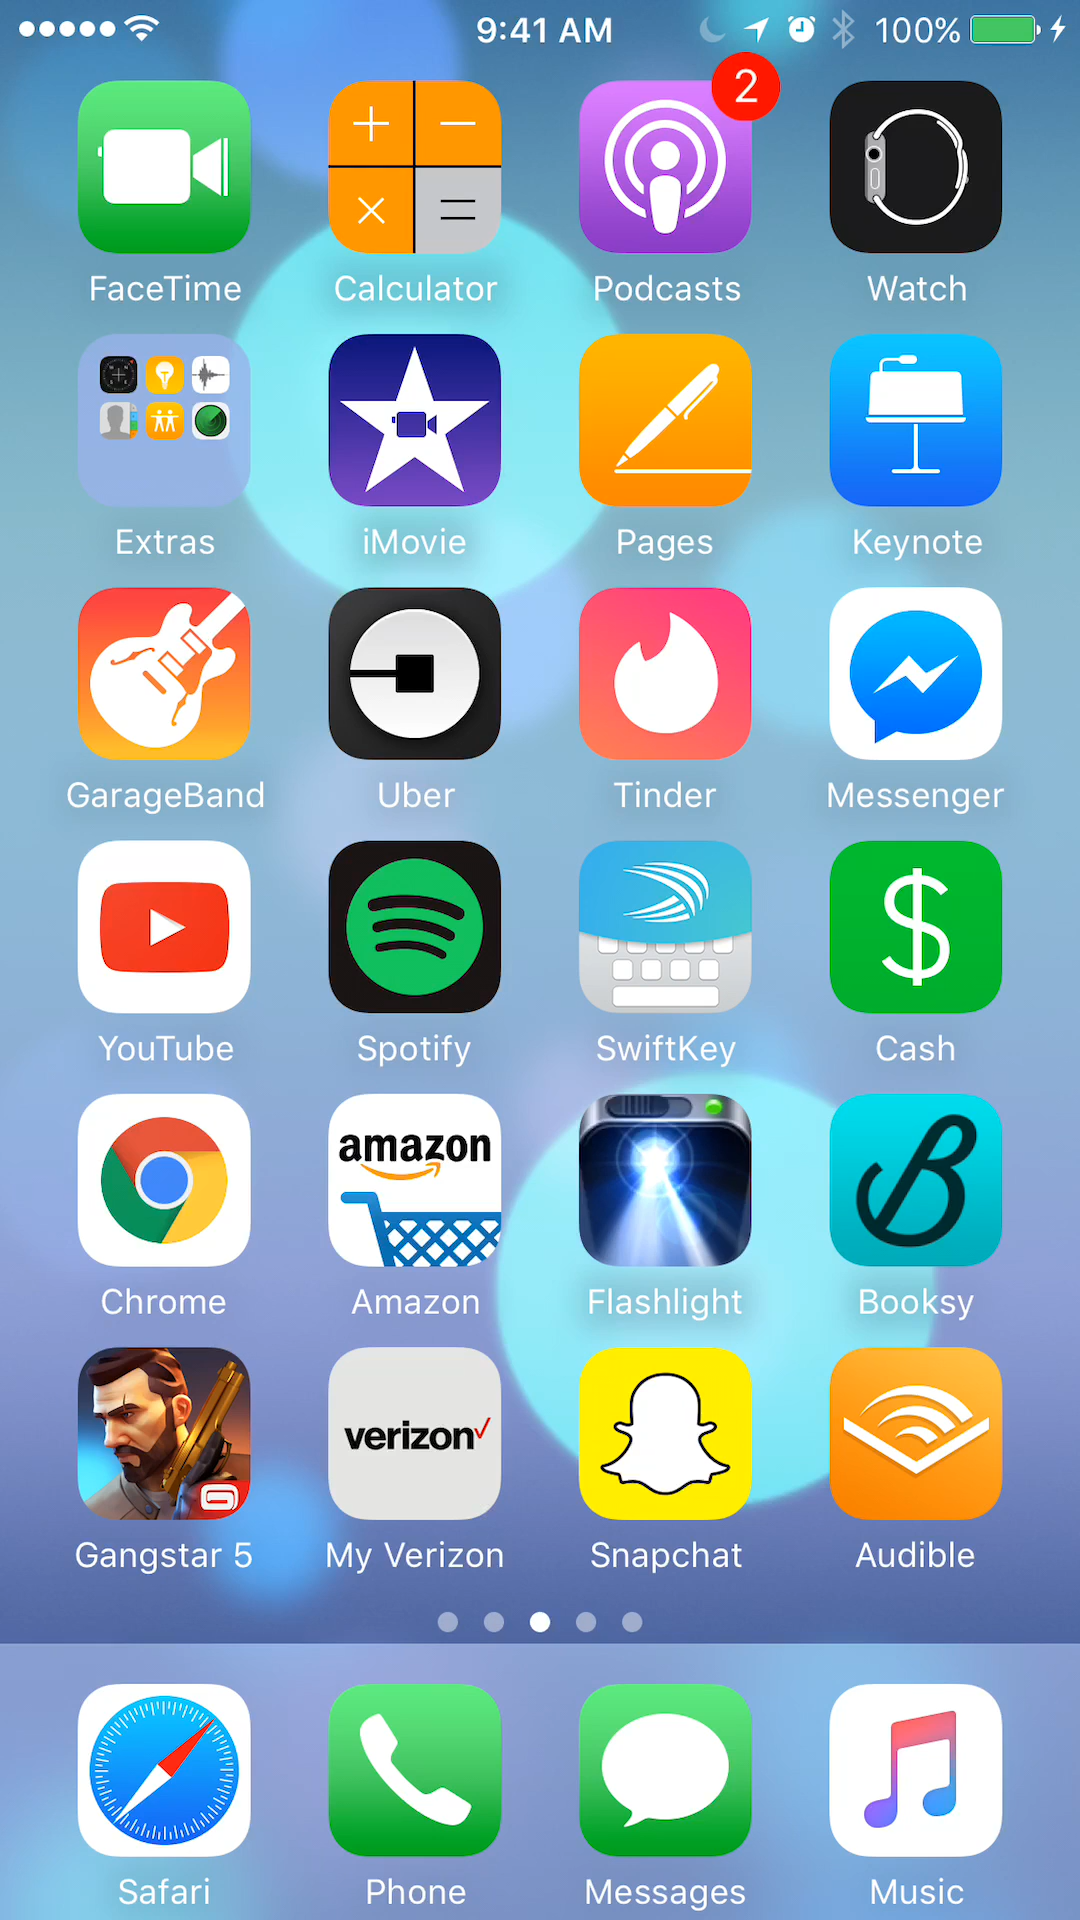 9:41 AM 100%
2
FaceTime Calculator Podcasts Watch
Extras iMovie Pages Keynote
GarageBand Uber Tinder Messenger
YouTube Spotify SwiftKey Cash
amazon
Chrome Amazon Flashlight Booksy
verizon
Gangstar 5 My Verizon Snapchat Audible
Safari Phone Messages Music